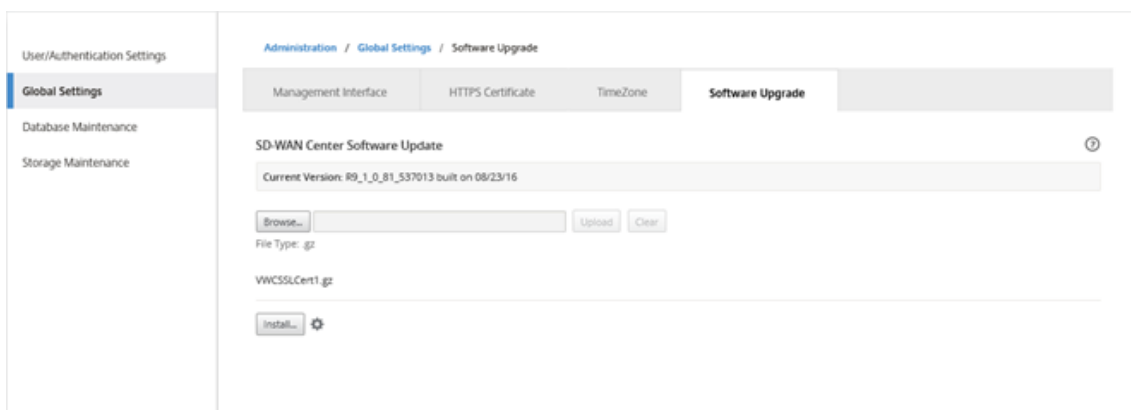 User/Authentication Settings
Global Settings
Database Maintenance
Storage Maintenance
Administration / Global Settings / Software Upgrade
Management Interface HTTPS Certificate TimeZone Software Upgrade
SD-WAN Center Software Update ?
Current Version: R9_1_0_81_537013 built on 08/23/16
Browse... Upload Clear
File Type: .gz
VWCSSLCert1.gz
Install...